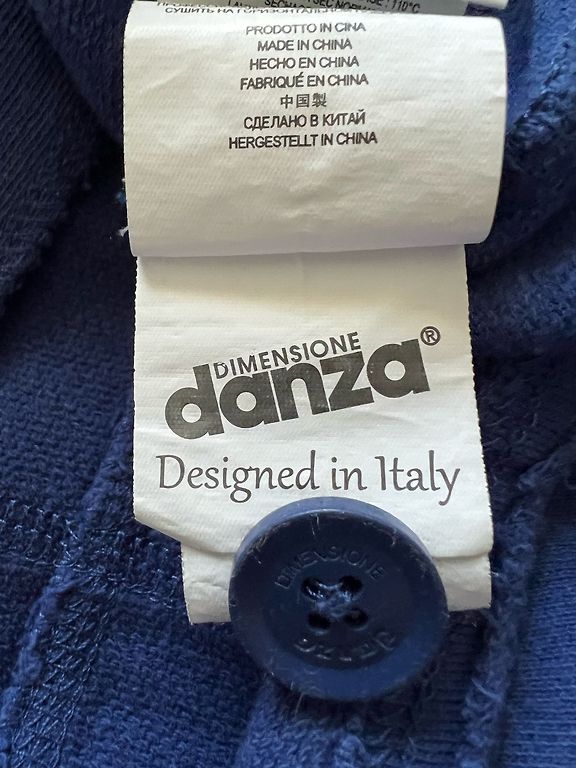 PRODOTTO IN CINA
MADE IN CHINA
HECHO EN CHINA
FABRIQUÉ EN CHINA
中国製
СДЕЛАНО В КИТАЙ
HERGESTELLT IN CHINA
DIMENSIONE
danza®
Designed in Italy
DIMENSIONE
danza